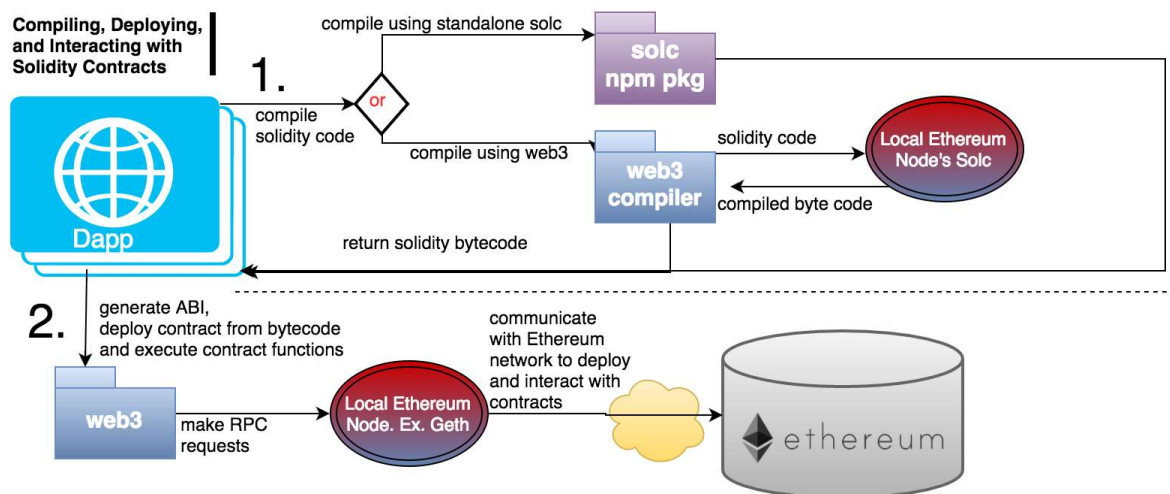 Compiling, Deploying,
and Interacting with
Solidity Contracts
1.
compile using standalone solc
solc
npm pkg
or
compile
solidity code
compile using web3
web3
compiler
solidity code
compiled byte code
Local Ethereum
Node's Solc
Dapp
return solidity bytecode
2.
generate ABI,
deploy contract from bytecode
and execute contract functions
web3
make RPC
requests
Local Ethereum
Node. Ex. Geth
communicate
with Ethereum
network to deploy
and interact with
contracts
ethereum